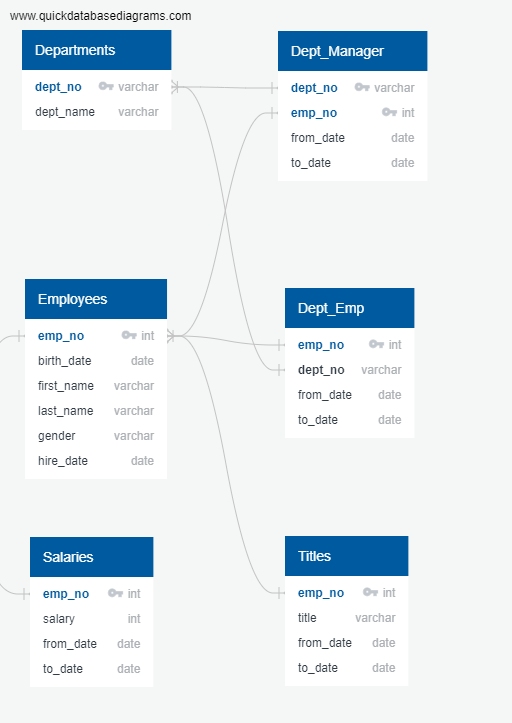 www.quickdatabasediagrams.com
Departments
dept_no varchar
dept_name varchar
Dept_Manager
dept_no varchar
emp_no int
from_date date
to_date date
Employees
emp_no int
birth_date date
first_name varchar
last_name varchar
gender varchar
hire_date date
Dept_Emp
emp_no int
dept_no varchar
from_date date
to_date date
Salaries
emp_no int
salary int
from_date date
to_date date
Titles
emp_no int
title varchar
from_date date
to_date date